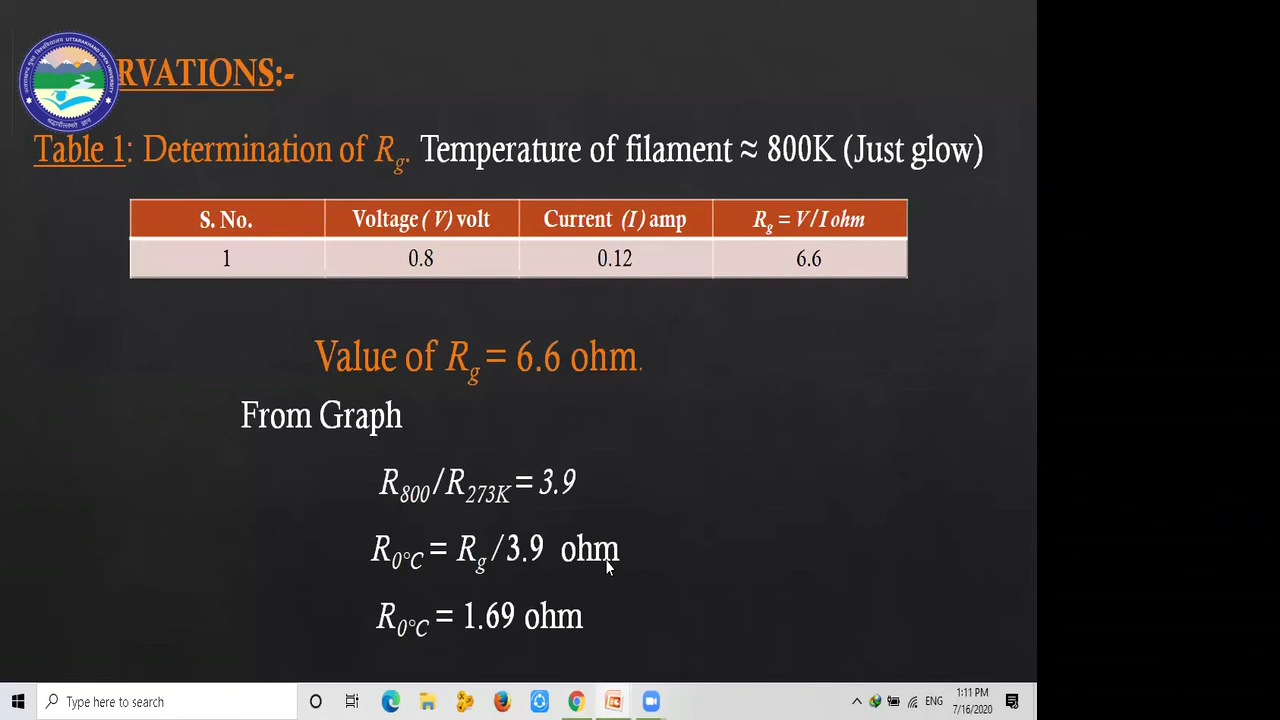 RVATIONS:-
Table 1: Determination of Rg. Temperature of filament ≈ 800K (Just glow)
S. No. Voltage (V) volt Current (I) amp Rg = V/I ohm
1 0.8 0.12 6.6
Value of Rg = 6.6 ohm.
From Graph
R800/R273K = 3.9
R0°C = Rg/3.9 ohm
R0°C = 1.69 ohm
Type here to search
ENG
1:11 PM
7/16/2020